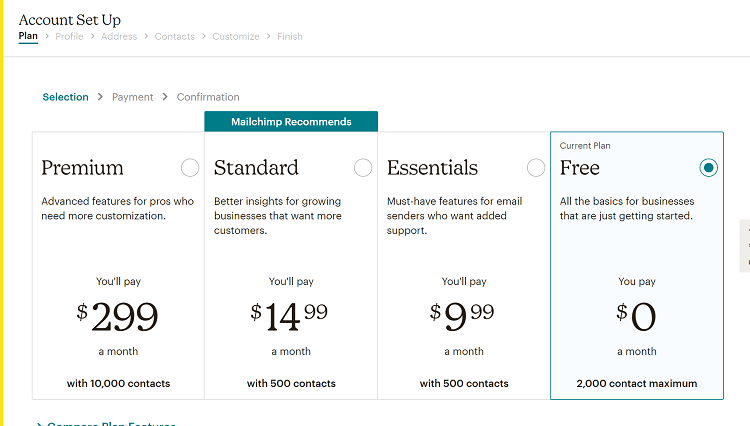 Account Set Up
Plan > Profile > Address > Contacts > Customize > Finish
Selection > Payment > Confirmation
Mailchimp Recommends
Current Plan
Premium
Advanced features for pros who
need more customization.
You'll pay
$299
a month
with 10,000 contacts
Standard
Better insights for growing
businesses that want more
customers.
You'll pay
$14 99
a month
with 500 contacts
Essentials
Must-have features for email
senders who want added
support.
You'll pay
$9 99
a month
with 500 contacts
Free
All the basics for businesses
that are just getting started.
You pay
$0
a month
2,000 contact maximum
> Compare Plan Features